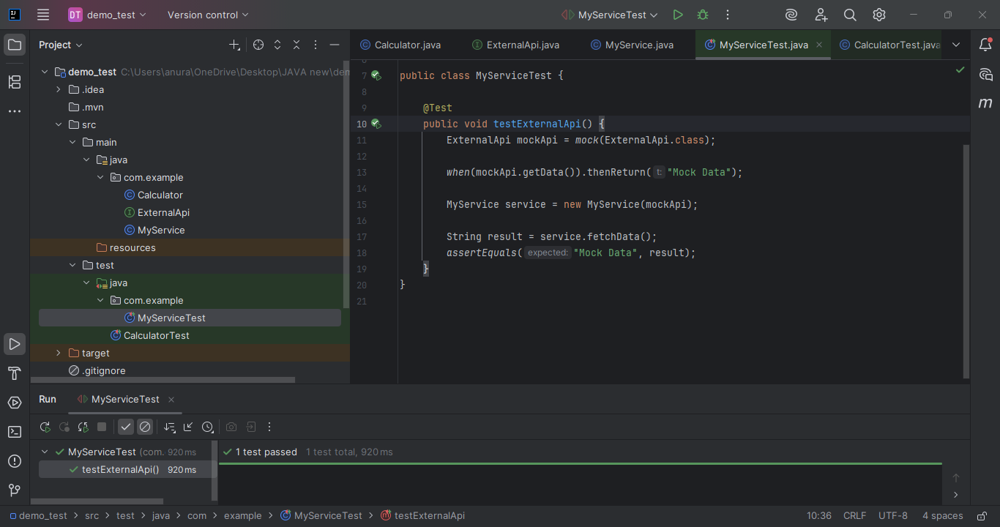 DT demo_test Version control MyServiceTest
Project
Calculator.java ExternalApi.java MyService.java MyServiceTest.java CalculatorTest.java
demo_test C:\Users\anura\OneDrive\Desktop\JAVA new\den
.idea
.mvn
src
main
java
com.example
Calculator
ExternalApi
MyService
resources
test
java
com.example
MyServiceTest
CalculatorTest
target
.gitignore
7 public class MyServiceTest {
8
9 @Test
10 public void testExternalApi() {
11 ExternalApi mockApi = mock(ExternalApi.class);
12
13 when(mockApi.getData()).thenReturn( t: "Mock Data");
14
15 MyService service = new MyService(mockApi);
16
17 String result = service.fetchData();
18 assertEquals( expected: "Mock Data", result);
19 }
20 }
21
m
Run MyServiceTest
MyServiceTest (com. 920 ms
testExternalApi() 920 ms
1 test passed 1 test total, 920 ms
demo_test > src > test > java > com > example > MyServiceTest > testExternalApi
10:36 CRLF UTF-8 4 spaces